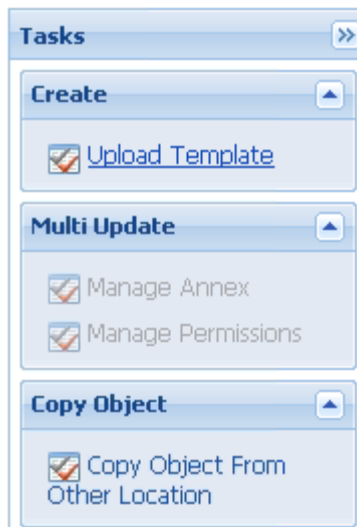 Tasks
Create
Upload Template
Multi Update
Manage Annex
Manage Permissions
Copy Object
Copy Object From
Other Location